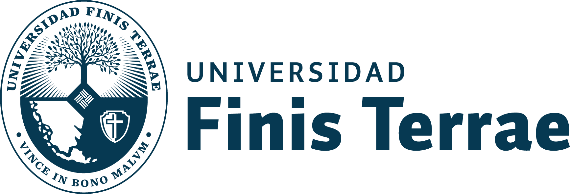 UNIVERSIDAD FINIS TERRAE
• VINCE IN BONO MALVM •
UNIVERSIDAD
Finis Terrae